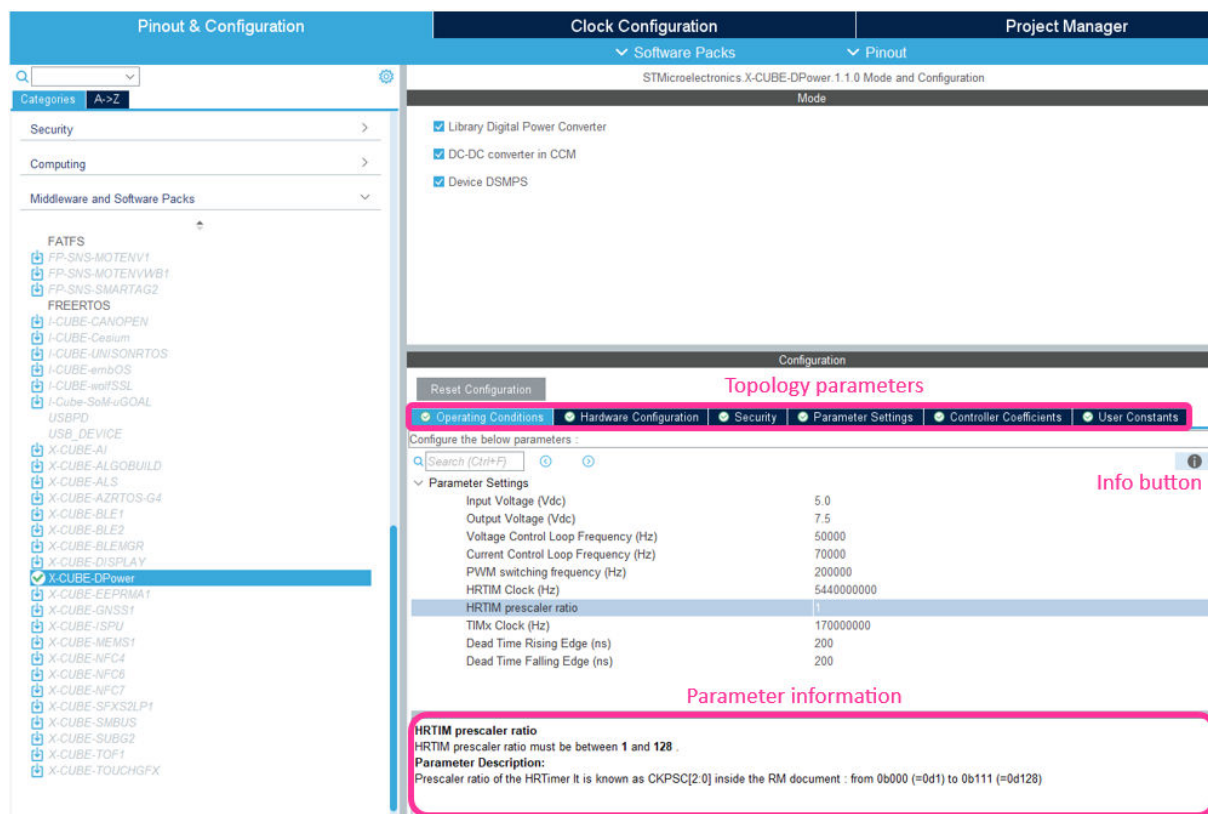 Pinout & Configuration
Clock Configuration
Project Manager
Software Packs
Pinout
STMicroelectronics.X-CUBE-DPower.1.1.0 Mode and Configuration
Categories
A->Z
Mode
Security
Computing
Middleware and Software Packs
FATFS
FP-SNS-MOTENV1
FP-SNS-MOTENVWB1
FP-SNS-SMARTAG2
FREERTOS
I-CUBE-CANOPEN
I-CUBE-Cesium
I-CUBE-UNISONRTOS
I-CUBE-embOS
I-CUBE-wolfSSL
I-Cube-SoM-uGOAL
USBPD
USB_DEVICE
X-CUBE-AI
X-CUBE-ALGOBUILD
X-CUBE-ALS
X-CUBE-AZRTOS-G4
X-CUBE-BLE1
X-CUBE-BLE2
X-CUBE-BLEMGR
X-CUBE-DISPLAY
X-CUBE-DPower
X-CUBE-EEPRMA1
X-CUBE-GNSS1
X-CUBE-ISPU
X-CUBE-MEMS1
X-CUBE-NFC4
X-CUBE-NFC6
X-CUBE-NFC7
X-CUBE-SFXS2LP1
X-CUBE-SMBUS
X-CUBE-SUBG2
X-CUBE-TOF1
X-CUBE-TOUCHGFX
Library Digital Power Converter
DC-DC converter in CCM
Device DSMPS
Configuration
Reset Configuration
Topology parameters
Operating Conditions
Hardware Configuration
Security
Parameter Settings
Controller Coefficients
User Constants
Configure the below parameters :
Search (Ctrl+F)
Info button
Parameter Settings
Input Voltage (Vdc) 5.0
Output Voltage (Vdc) 7.5
Voltage Control Loop Frequency (Hz) 50000
Current Control Loop Frequency (Hz) 70000
PWM switching frequency (Hz) 200000
HRTIM Clock (Hz) 5440000000
HRTIM prescaler ratio 1
TIMx Clock (Hz) 170000000
Dead Time Rising Edge (ns) 200
Dead Time Falling Edge (ns) 200
Parameter information
HRTIM prescaler ratio
HRTIM prescaler ratio must be between 1 and 128 .
Parameter Description:
Prescaler ratio of the HRTimer It is known as CKPSC[2:0] inside the RM document : from 0b000 (=0d1) to 0b111 (=0d128)